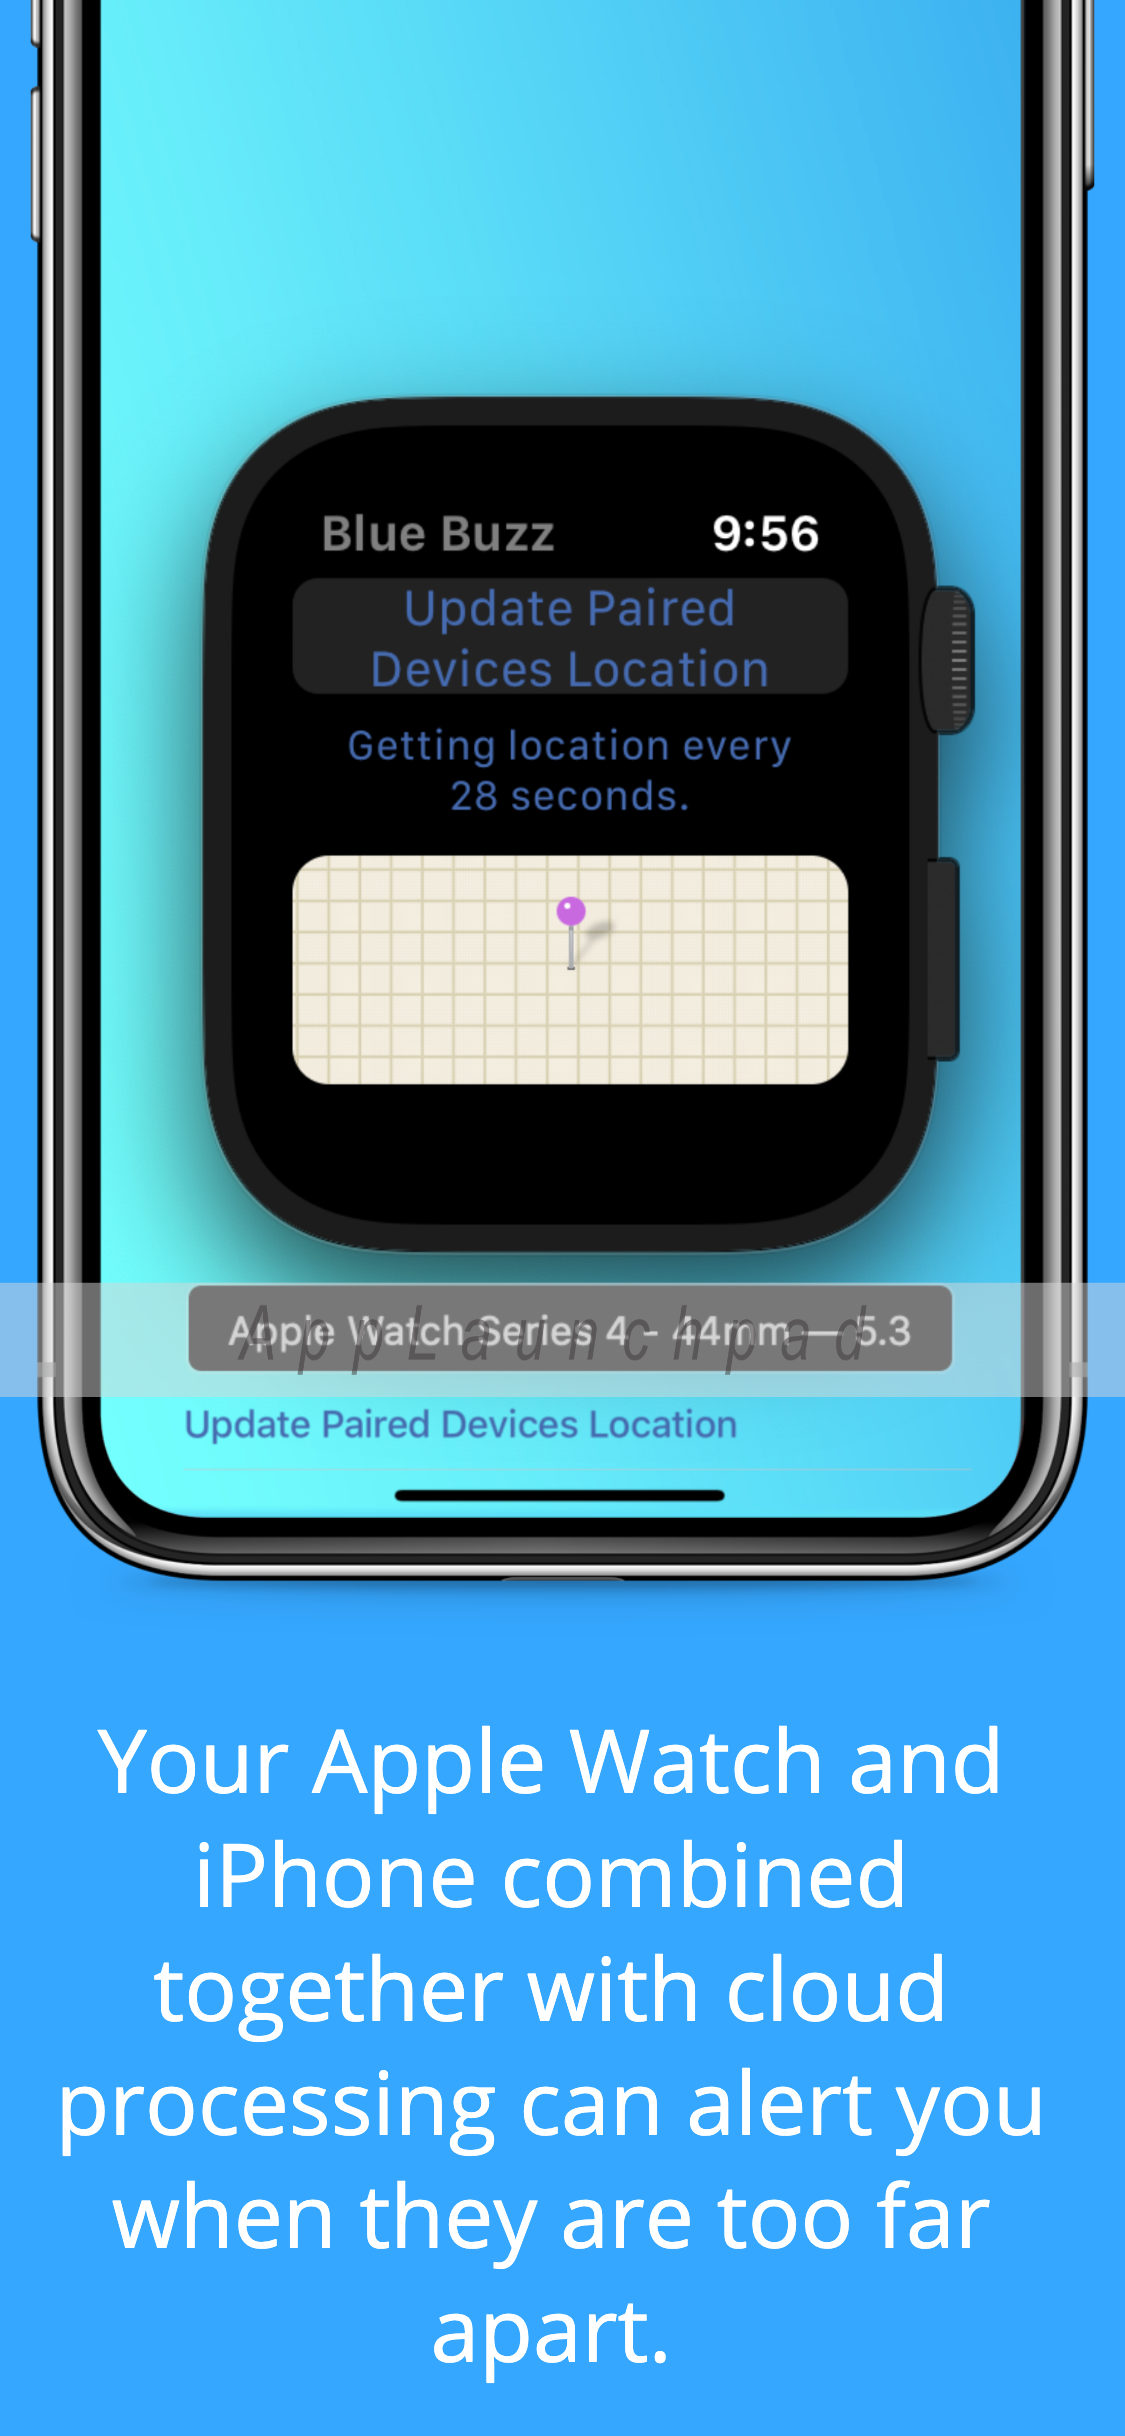 Blue Buzz 9:56
Update Paired
Devices Location
Getting location every
28 seconds.
Apple Watch Series 4 - 44mm — 5.3
AppLaunchpad
Update Paired Devices Location
Your Apple Watch and
iPhone combined
together with cloud
processing can alert you
when they are too far
apart.